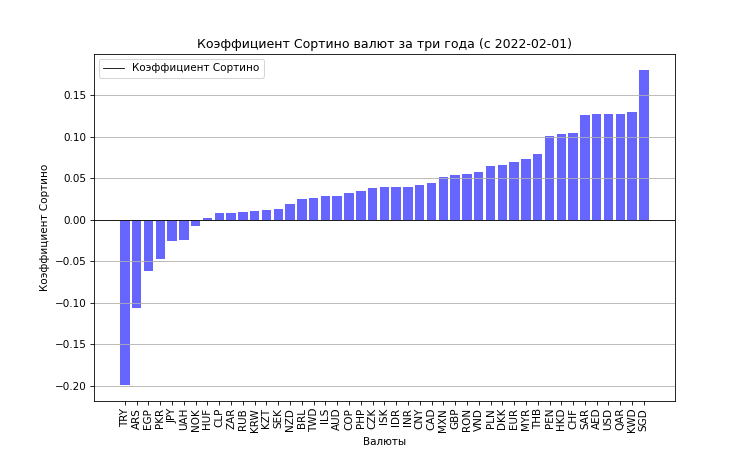 Коэффициент Сортино валют за три года (с 2022-02-01)
Коэффициент Сортино
Коэффициент Сортино
0.15
0.10
0.05
0.00
−0.05
−0.10
−0.15
−0.20
TRY
ARS
EGP
PKR
JPY
UAH
NOK
HUF
CLP
ZAR
RUB
KRW
KZT
SEK
NZD
BRL
TWD
ILS
AUD
COP
PHP
CZK
ISK
IDR
INR
CNY
CAD
MXN
GBP
RON
VND
PLN
DKK
EUR
MYR
THB
PEN
HKD
CHF
SAR
AED
USD
QAR
KWD
SGD
Валюты